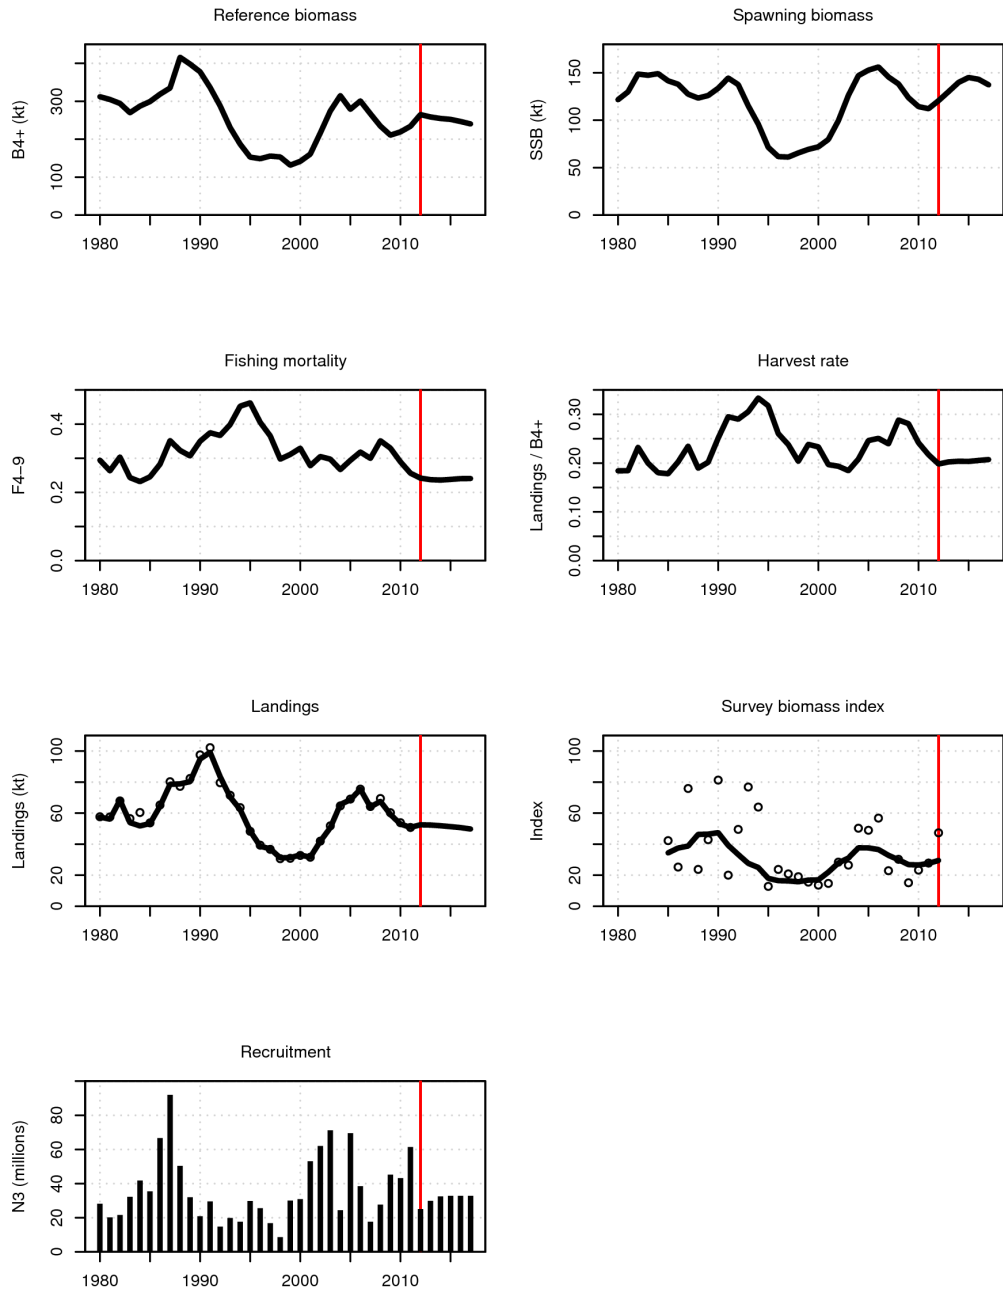 Reference biomass
B4+ (kt)
0 100 300
1980 1990 2000 2010
Spawning biomass
SSB (kt)
0 50 100 150
1980 1990 2000 2010
Fishing mortality
F4–9
0.0 0.2 0.4
1980 1990 2000 2010
Harvest rate
Landings / B4+
0.00 0.10 0.20 0.30
1980 1990 2000 2010
Landings
Landings (kt)
0 20 60 100
1980 1990 2000 2010
Survey biomass index
Index
0 20 60 100
1980 1990 2000 2010
Recruitment
N3 (millions)
0 20 40 60 80
1980 1990 2000 2010